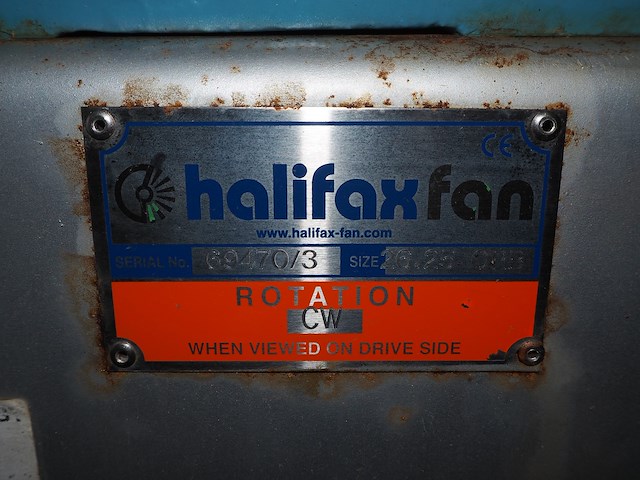 CE
halifax fan
www.halifax-fan.com
SERIAL No. 69470/3 SIZE
ROTATION
CW
WHEN VIEWED ON DRIVE SIDE